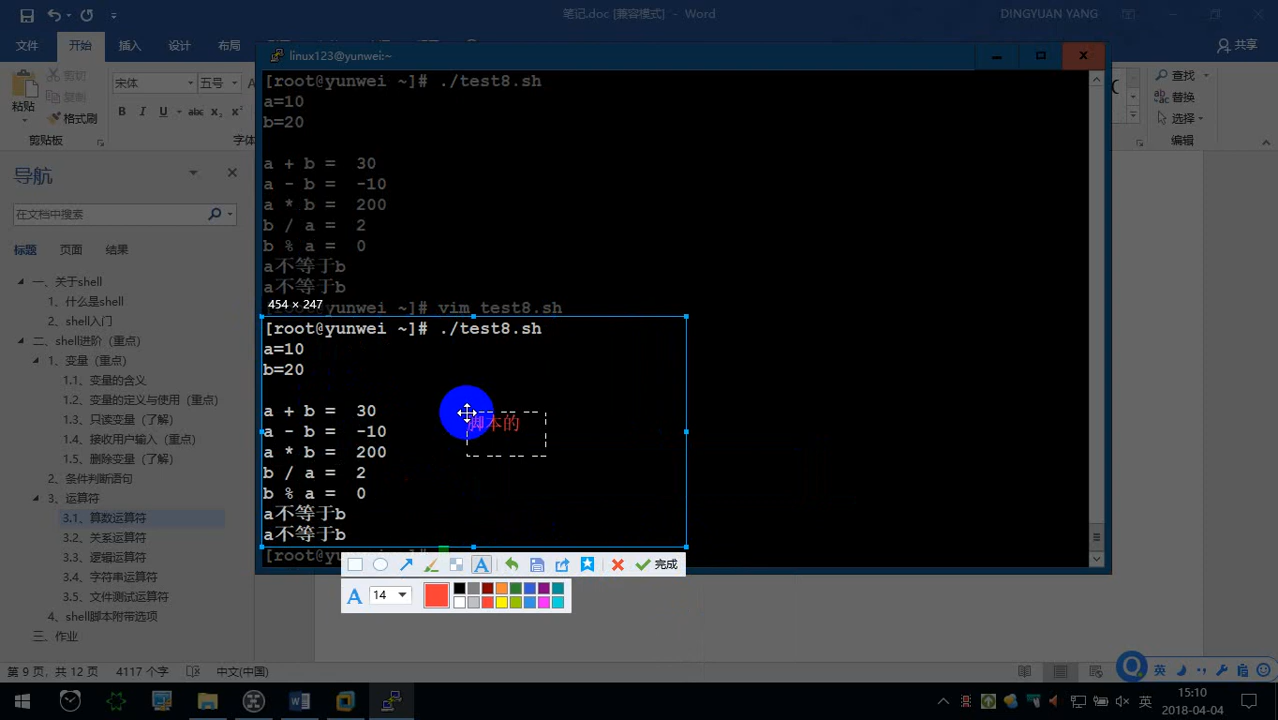 笔记.doc [兼容模式] - Word
DINGYUAN YANG
文件
开始
插入
设计
布局
共享
linux123@yunwei:~
粘贴
剪切
复制
格式刷
剪贴板
宋体
五号
B I U abc X₂ X²
字体
查找
替换
选择
编辑
导航
在文档中搜索
标题 页面 结果
一、关于shell
1、什么是shell
2、shell入门
二、shell进阶（重点）
1、变量（重点）
1.1、变量的含义
1.2、变量的定义与使用（重点）
1.3、只读变量（了解）
1.4、接收用户输入（重点）
1.5、删除变量（了解）
2、条件判断语句
3、运算符
3.1、算数运算符
3.2、关系运算符
3.3、逻辑运算符
3.4、字符串运算符
3.5、文件测试运算符
4、shell脚本附带选项
三、作业
[root@yunwei ~]# ./test8.sh
a=10
b=20
a + b = 30
a - b = -10
a * b = 200
b / a = 2
b % a = 0
a不等于b
a不等于b
[root@yunwei ~]# vim test8.sh
454 × 247
[root@yunwei ~]# ./test8.sh
a=10
b=20
a + b = 30
a - b = -10
a * b = 200
b / a = 2
b % a = 0
a不等于b
a不等于b
[root@yunwei ~]#
脚本的
A
完成
A 14
第 9 页，共 12 页 4117 个字 中文(中国)
英
英
15:10
2018-04-04